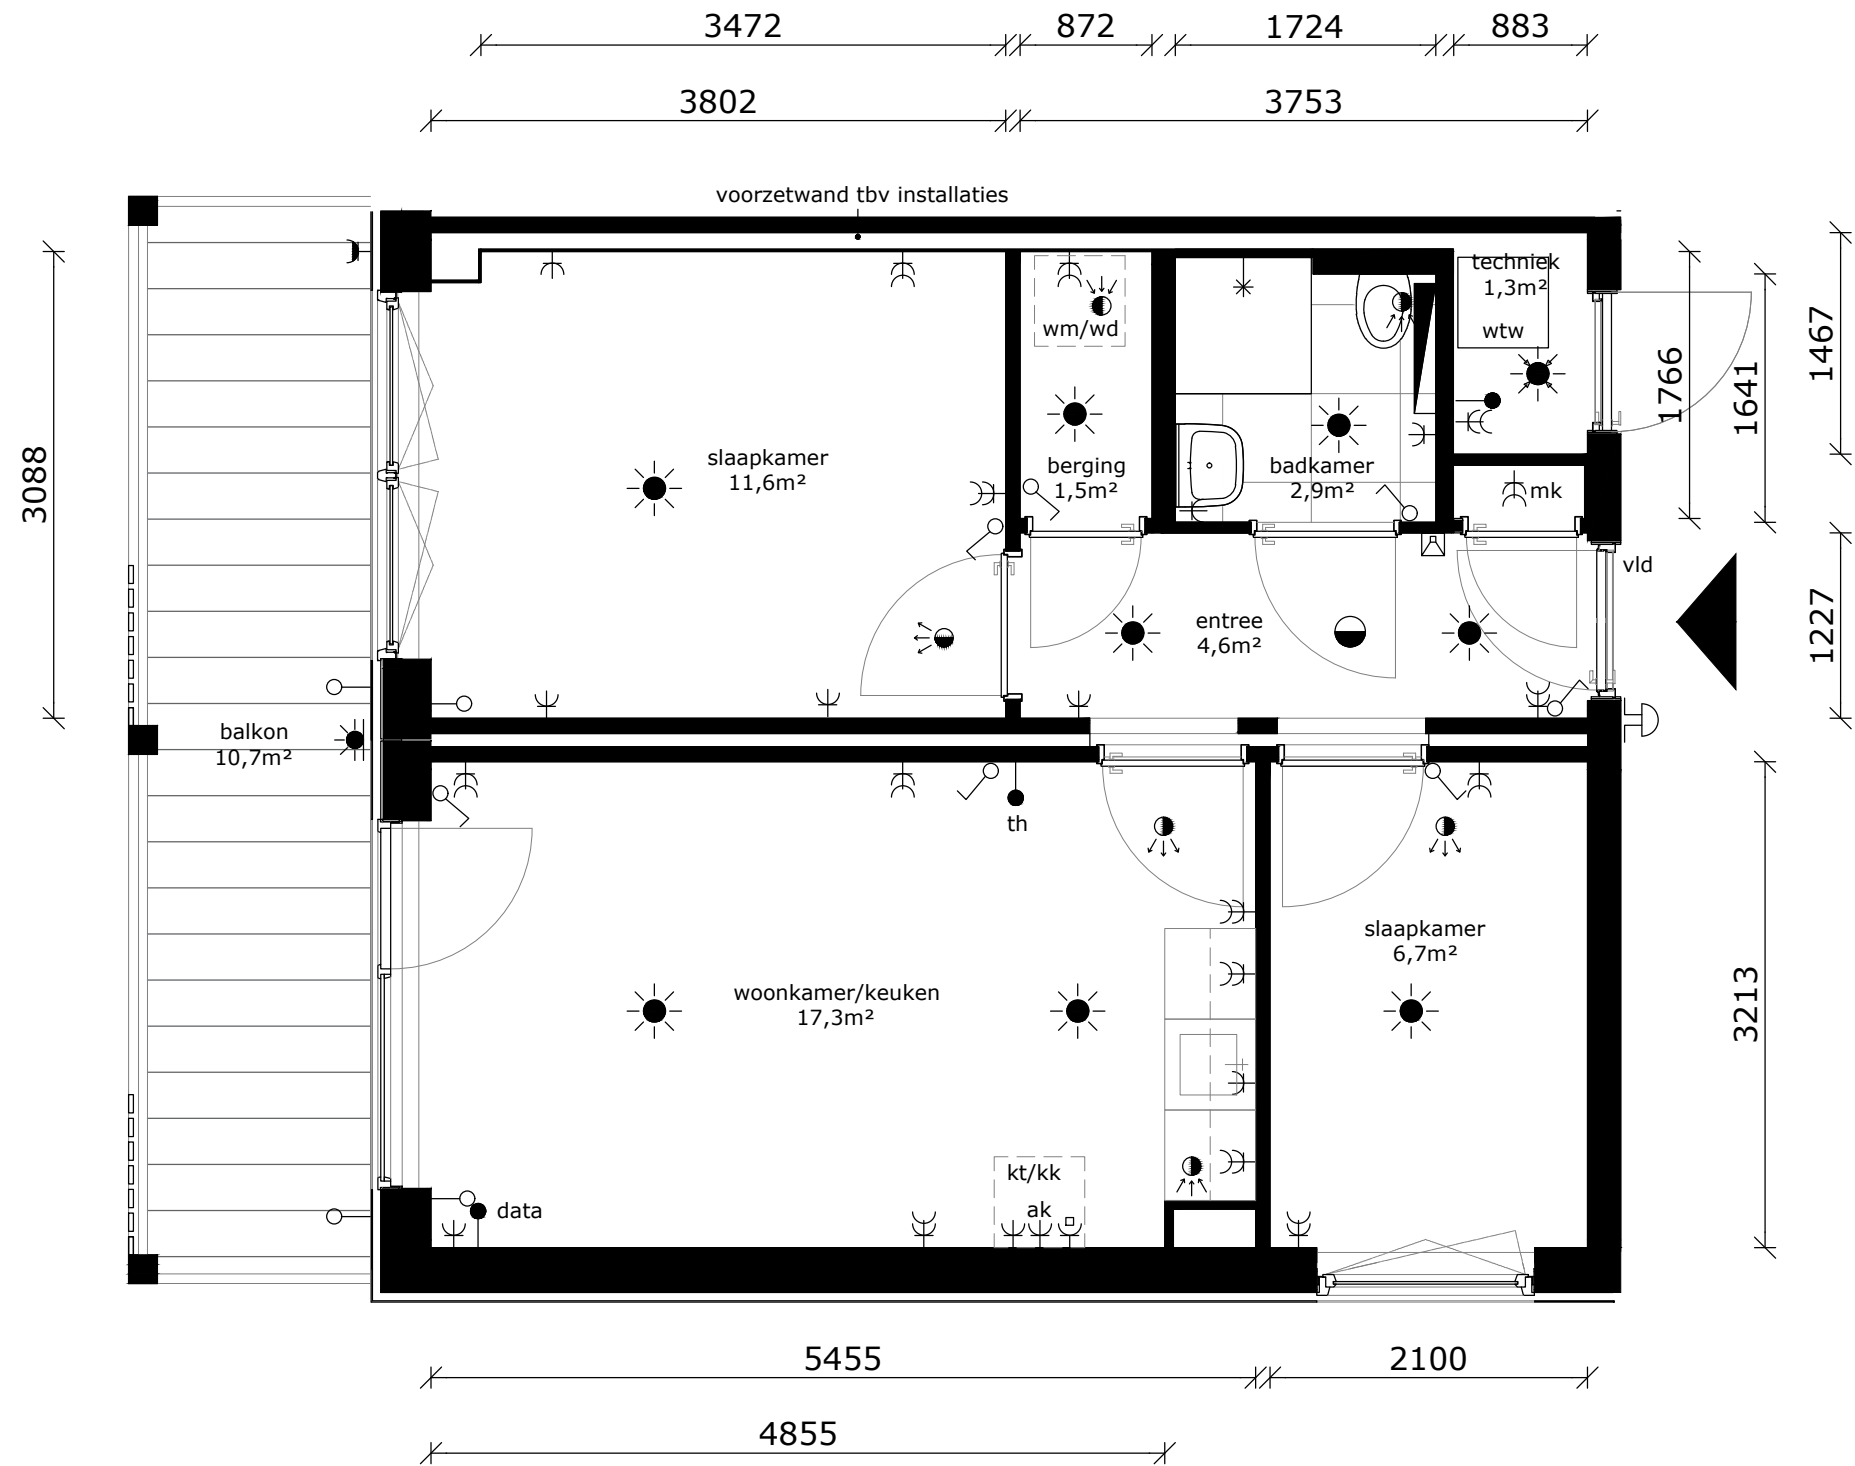 3472
872
1724
883
3802
3753
voorzetwand tbv installaties
techniek
1,3m²
wtw
wm/wd
1467
1766
1641
3088
slaapkamer
11,6m²
berging
1,5m²
badkamer
2,9m²
mk
vld
entree
4,6m²
1227
balkon
10,7m²
th
slaapkamer
6,7m²
woonkamer/keuken
17,3m²
3213
kt/kk
ak
data
5455
2100
4855